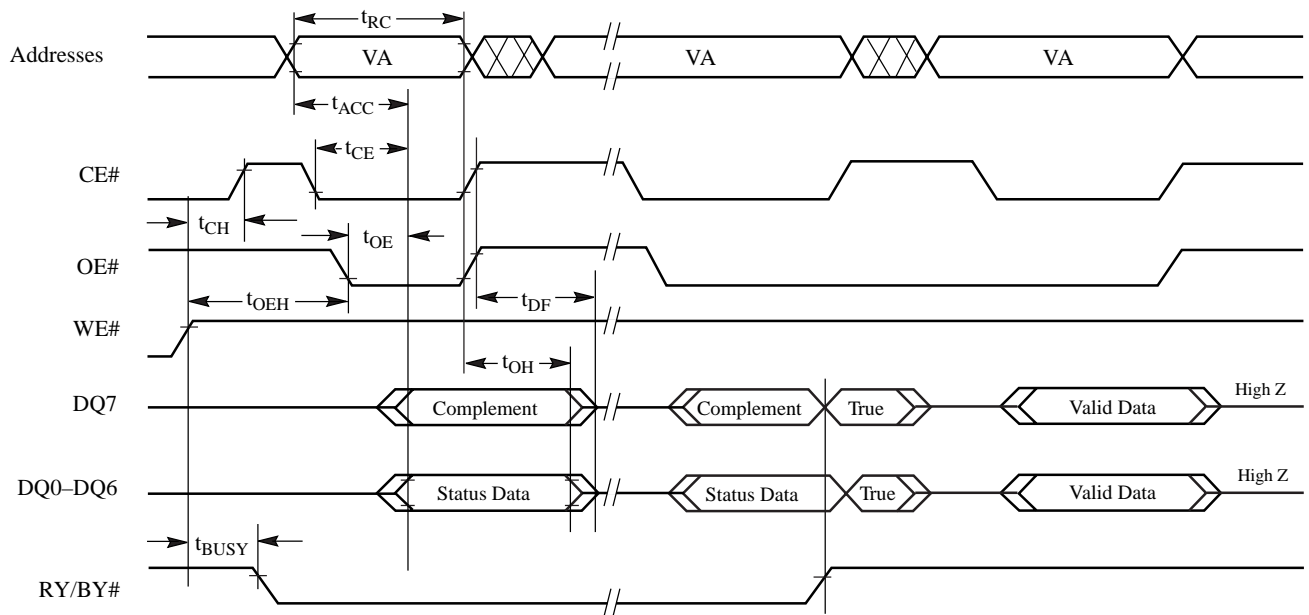 t_RC
Addresses VA VA VA
t_ACC
t_CE
CE#
t_CH t_OE
OE#
t_OEH t_DF
WE#
t_OH
DQ7 Complement Complement True Valid Data High Z
DQ0–DQ6 Status Data Status Data True Valid Data High Z
t_BUSY
RY/BY#